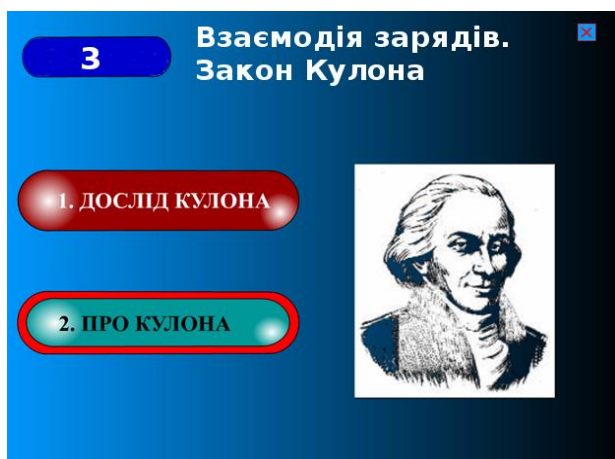 3
Взаємодія зарядів.
Закон Кулона
1. ДОСЛІД КУЛОНА
2. ПРО КУЛОНА